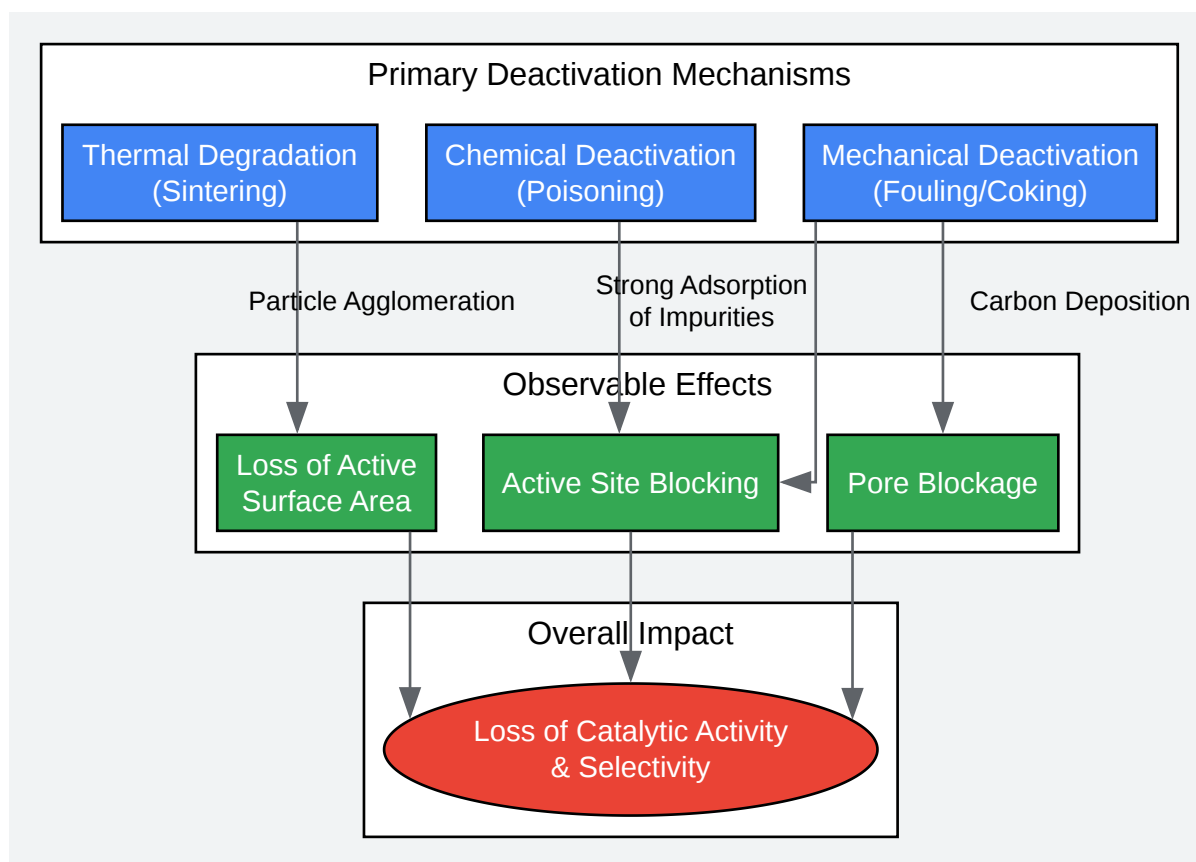 Primary Deactivation Mechanisms
Thermal Degradation
(Sintering)
Chemical Deactivation
(Poisoning)
Mechanical Deactivation
(Fouling/Coking)
Particle Agglomeration
Strong Adsorption
of Impurities
Carbon Deposition
Observable Effects
Loss of Active
Surface Area
Active Site Blocking
Pore Blockage
Overall Impact
Loss of Catalytic Activity
& Selectivity